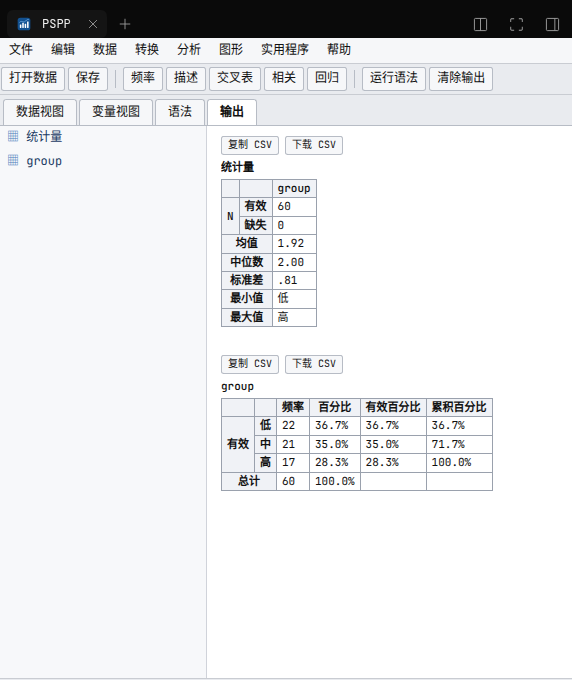 PSPP
文件 编辑 数据 转换 分析 图形 实用程序 帮助
打开数据 保存 频率 描述 交叉表 相关 回归 运行语法 清除输出
数据视图 变量视图 语法 输出
统计量
group
复制 CSV 下载 CSV
统计量
group
N 有效 60
缺失 0
均值 1.92
中位数 2.00
标准差 .81
最小值 低
最大值 高
复制 CSV 下载 CSV
group
频率 百分比 有效百分比 累积百分比
有效 低 22 36.7% 36.7% 36.7%
中 21 35.0% 35.0% 71.7%
高 17 28.3% 28.3% 100.0%
总计 60 100.0%